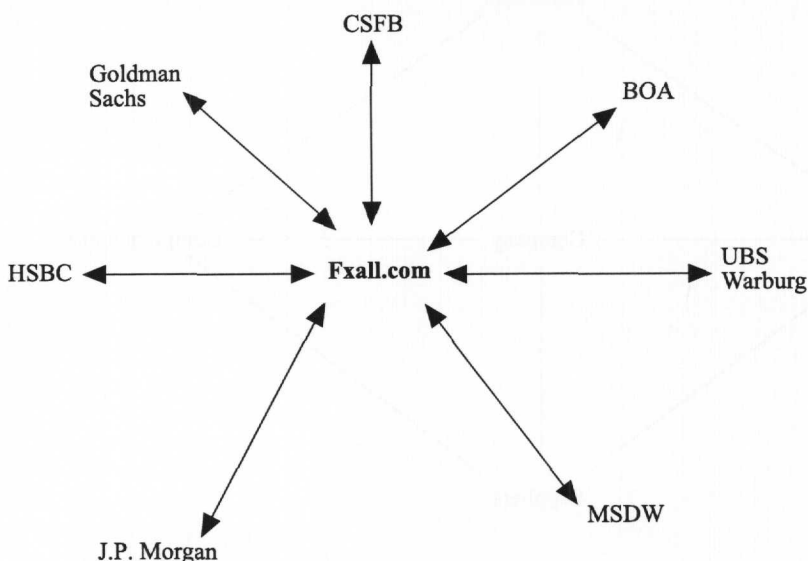 CSFB
Goldman
Sachs
BOA
HSBC
Fxall.com
UBS
Warburg
MSDW
J.P. Morgan